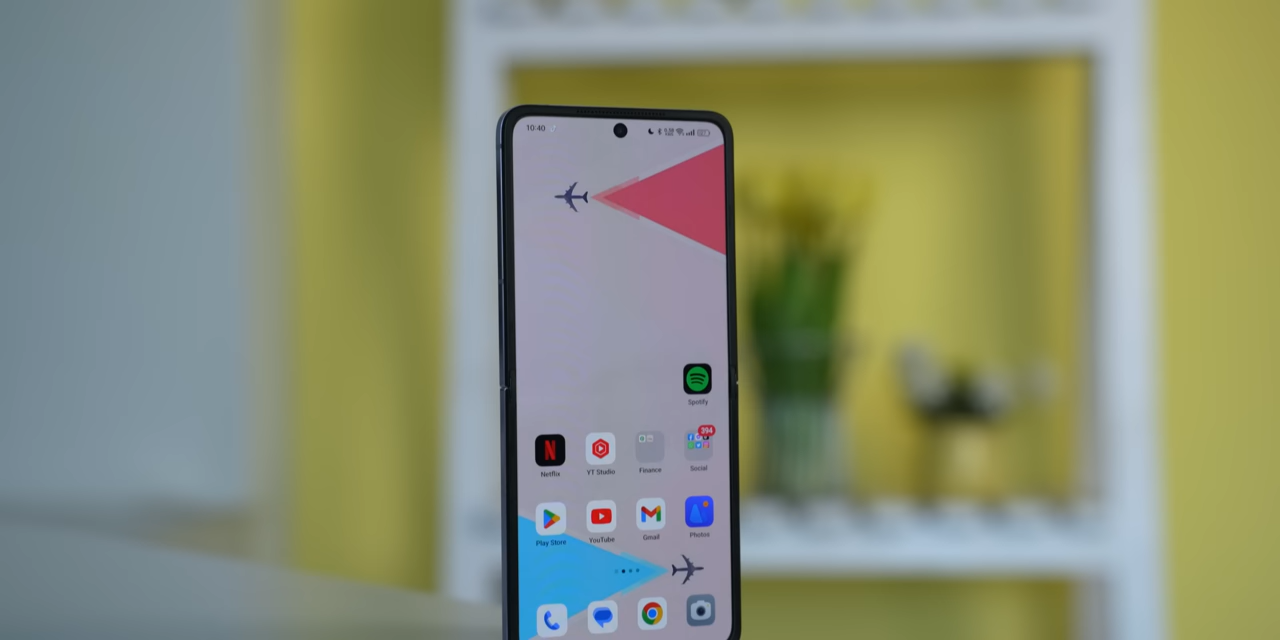 10:40
Spotify
394
Netflix YT Studio Finance Social
Play Store YouTube Gmail Photos